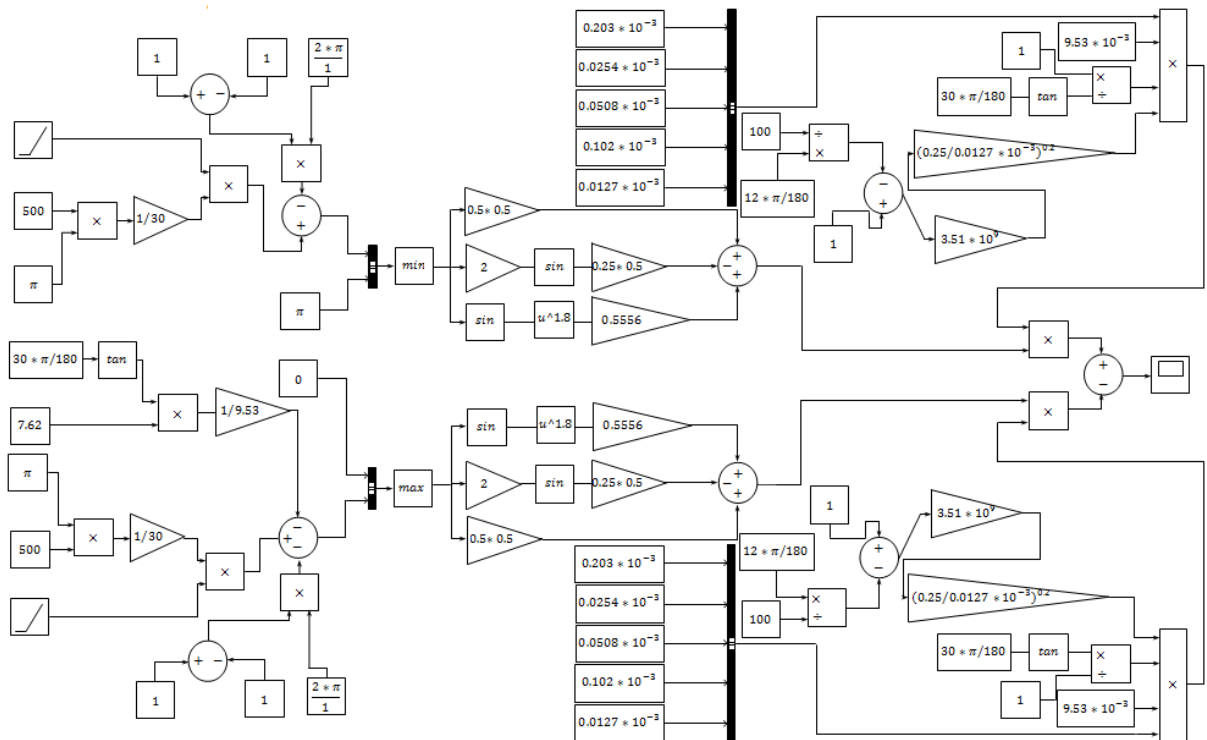 0.203 * 10⁻³
0.0254 * 10⁻³
0.0508 * 10⁻³
0.102 * 10⁻³
0.0127 * 10⁻³
1
1
2 * π
1
+ −
×
×
500
π
×
1/30
−
+
π
min
0.5 * 0.5
2
sin
0.25 * 0.5
sin
u^1.8
0.5556
−
+
+
100
12 * π/180
÷
×
1
−
+
3.51 * 10⁹
(0.25/0.0127 * 10⁻³)^0.2
1
9.53 * 10⁻³
30 * π/180
tan
×
÷
×
×
+
−
×
30 * π/180
tan
7.62
×
1/9.53
0
π
500
×
1/30
×
−
+
−
×
+ −
1
1
2 * π
1
max
sin
u^1.8
0.5556
2
sin
0.25 * 0.5
0.5 * 0.5
−
+
+
0.203 * 10⁻³
0.0254 * 10⁻³
0.0508 * 10⁻³
0.102 * 10⁻³
0.0127 * 10⁻³
1
12 * π/180
100
×
÷
+
−
3.51 * 10⁹
(0.25/0.0127 * 10⁻³)^0.2
30 * π/180
tan
1
×
÷
9.53 * 10⁻³
×